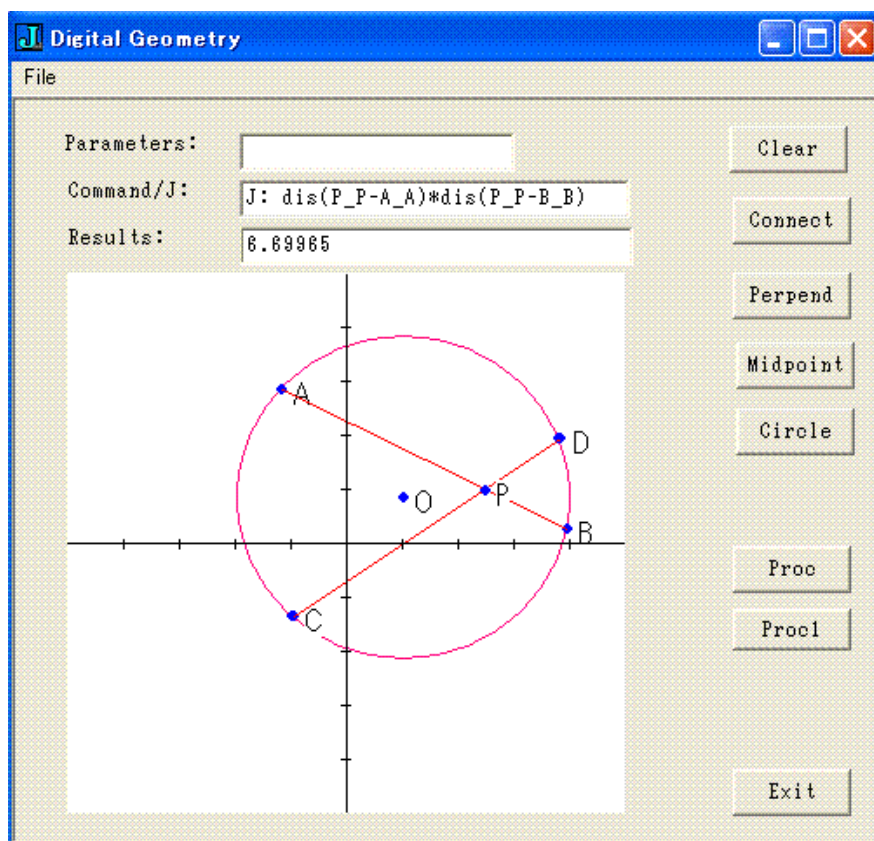 J Digital Geometry
File
Parameters:
Clear
Command/J:
J: dis(P_P-A_A)*dis(P_P-B_B)
Connect
Results:
6.69965
Perpend
Midpoint
Circle
A
D
P
O
B
C
Proc
Proc1
Exit